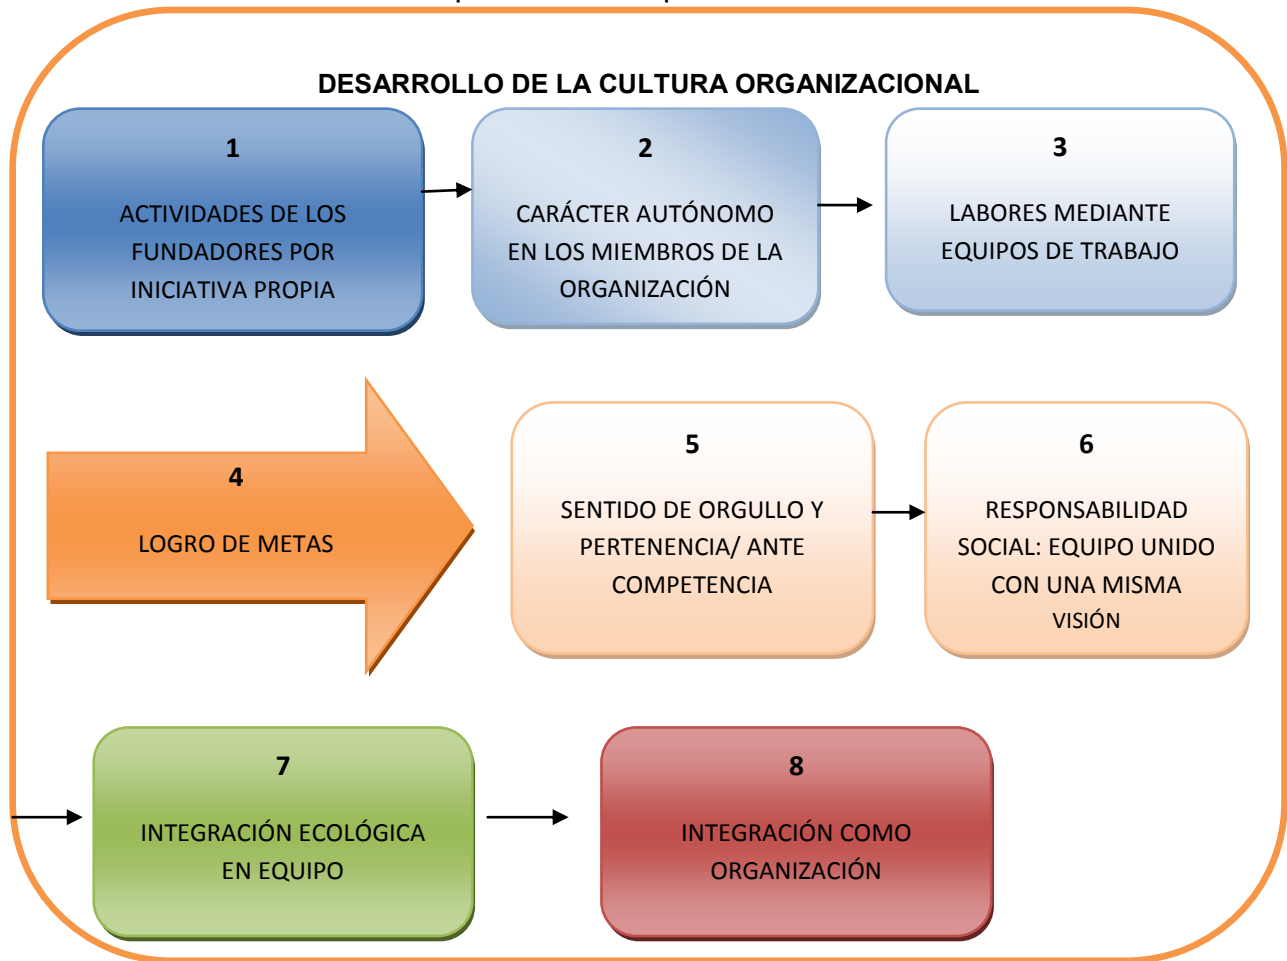 DESARROLLO DE LA CULTURA ORGANIZACIONAL
1
ACTIVIDADES DE LOS
FUNDADORES POR
INICIATIVA PROPIA
2
CARÁCTER AUTÓNOMO
EN LOS MIEMBROS DE LA
ORGANIZACIÓN
3
LABORES MEDIANTE
EQUIPOS DE TRABAJO
4
LOGRO DE METAS
5
SENTIDO DE ORGULLO Y
PERTENENCIA/ ANTE
COMPETENCIA
6
RESPONSABILIDAD
SOCIAL: EQUIPO UNIDO
CON UNA MISMA
VISIÓN
7
INTEGRACIÓN ECOLÓGICA
EN EQUIPO
8
INTEGRACIÓN COMO
ORGANIZACIÓN